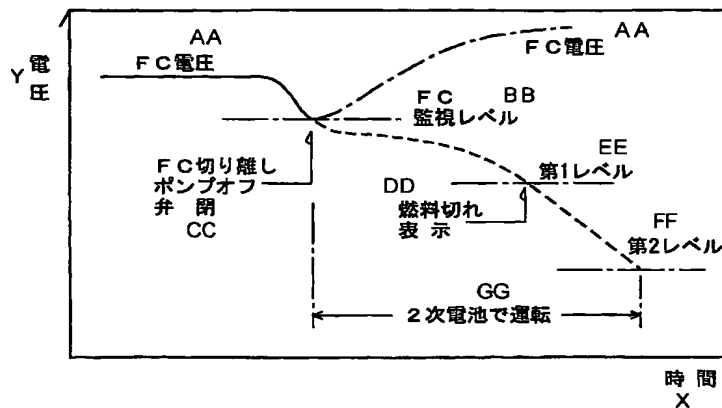 AA
FC電圧
Y 電圧
AA
FC電圧
FC BB
監視レベル
FC切り離し
ポンプオフ
弁 閉
CC
EE
第1レベル
DD
燃料切れ
表 示
FF
第2レベル
GG
2次電池で運転
時間
X